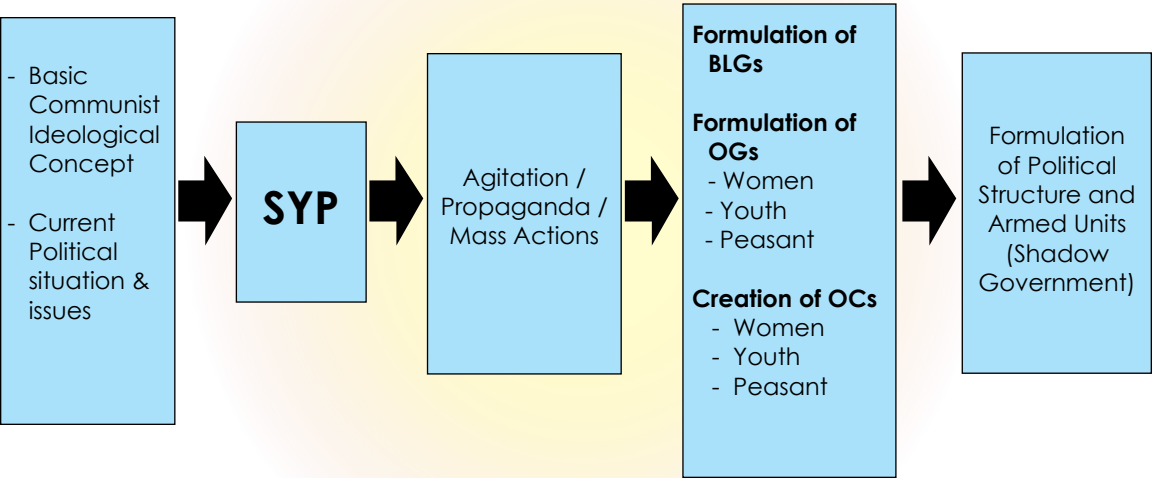 - Basic
Communist
Ideological
Concept
- Current
Political
situation &
issues
SYP
Agitation /
Propaganda /
Mass Actions
Formulation of
BLGs
Formulation of
OGs
- Women
- Youth
- Peasant
Creation of OCs
- Women
- Youth
- Peasant
Formulation
of Political
Structure and
Armed Units
(Shadow
Government)